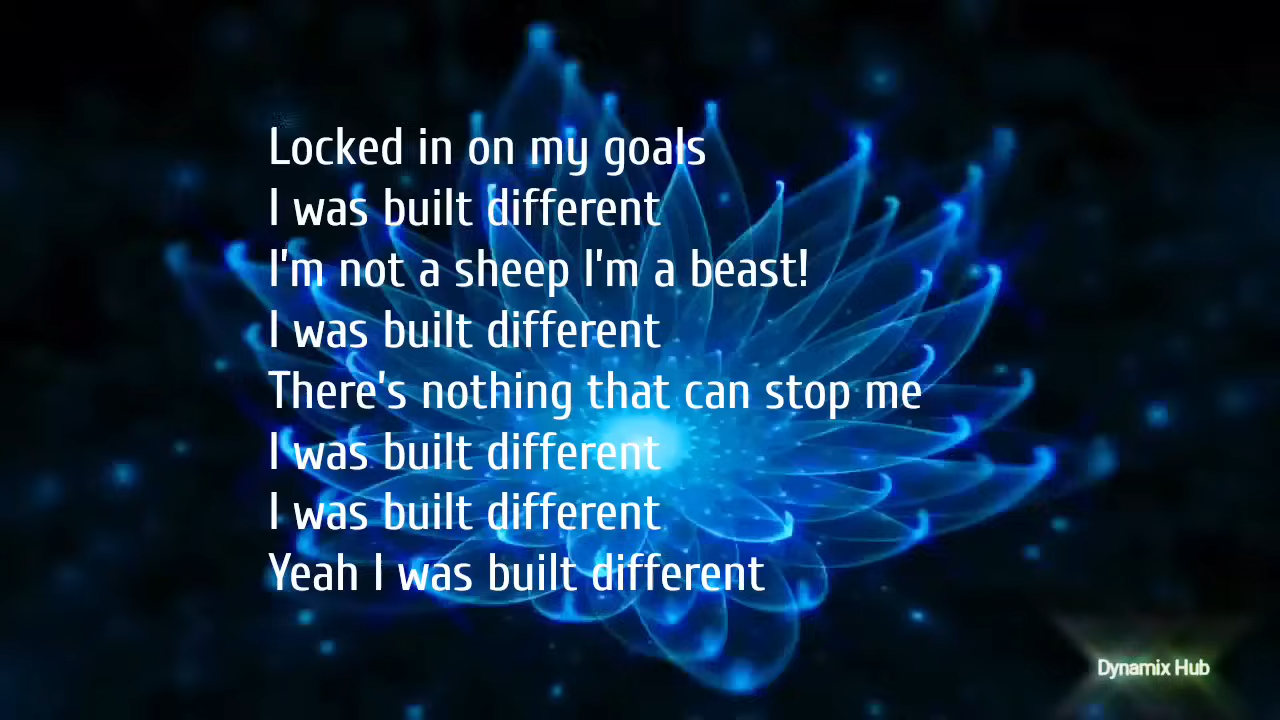 Locked in on my goals
I was built different
I'm not a sheep I'm a beast!
I was built different
There's nothing that can stop me
I was built different
I was built different
Yeah I was built different
Dynamix Hub